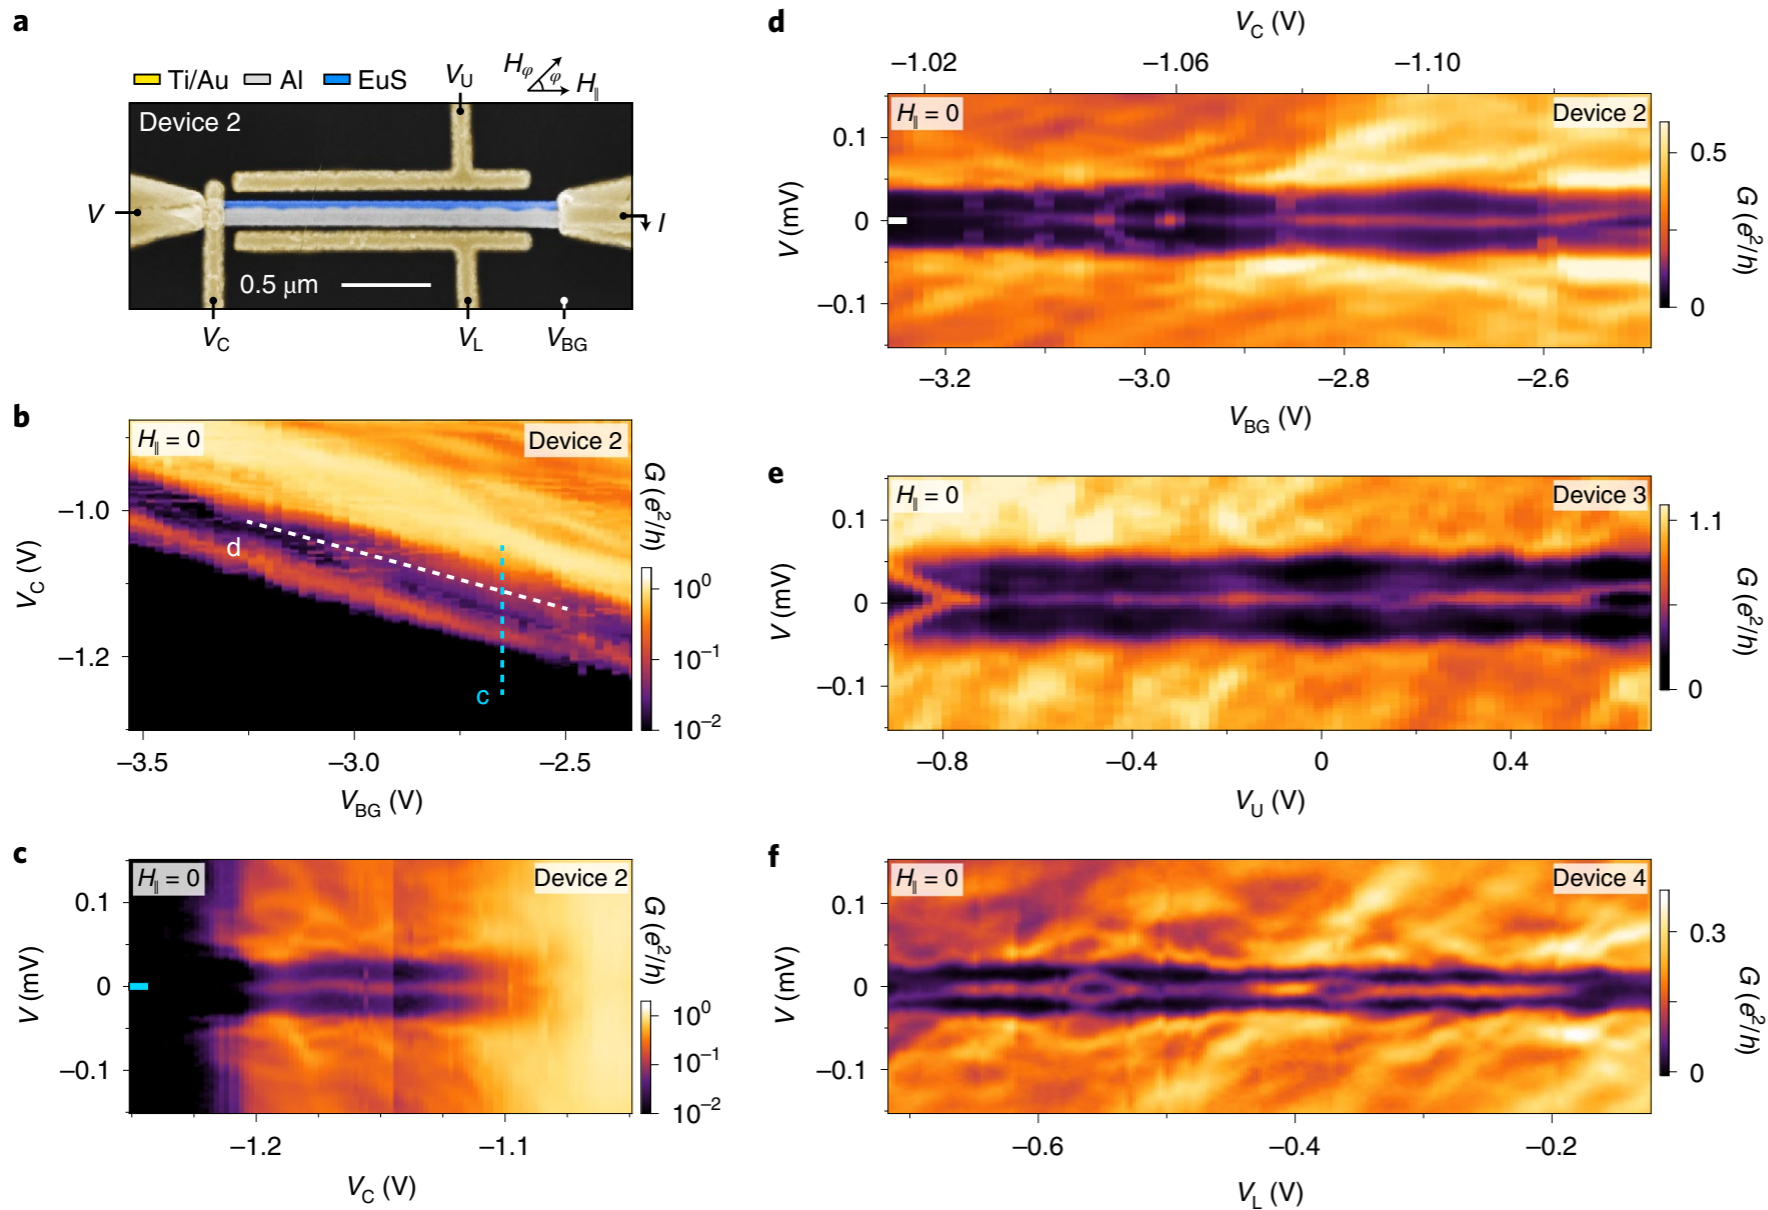 a
Ti/Au Al EuS
V_U
H_φ φ H_∥
Device 2
V
I
0.5 μm
V_C V_L V_BG
b
H_∥ = 0 Device 2
−1.0
−1.2
V_C (V)
d
c
G (e²/h)
10⁰
10⁻¹
10⁻²
−3.5 −3.0 −2.5
V_BG (V)
c
H_∥ = 0 Device 2
0.1
0
−0.1
V (mV)
G (e²/h)
10⁰
10⁻¹
10⁻²
−1.2 −1.1
V_C (V)
d
V_C (V)
−1.02 −1.06 −1.10
H_∥ = 0 Device 2
0.1
0
−0.1
V (mV)
0.5
0
G (e²/h)
−3.2 −3.0 −2.8 −2.6
V_BG (V)
e
H_∥ = 0 Device 3
0.1
0
−0.1
V (mV)
1.1
0
G (e²/h)
−0.8 −0.4 0 0.4
V_U (V)
f
H_∥ = 0 Device 4
0.1
0
−0.1
V (mV)
0.3
0
G (e²/h)
−0.6 −0.4 −0.2
V_L (V)